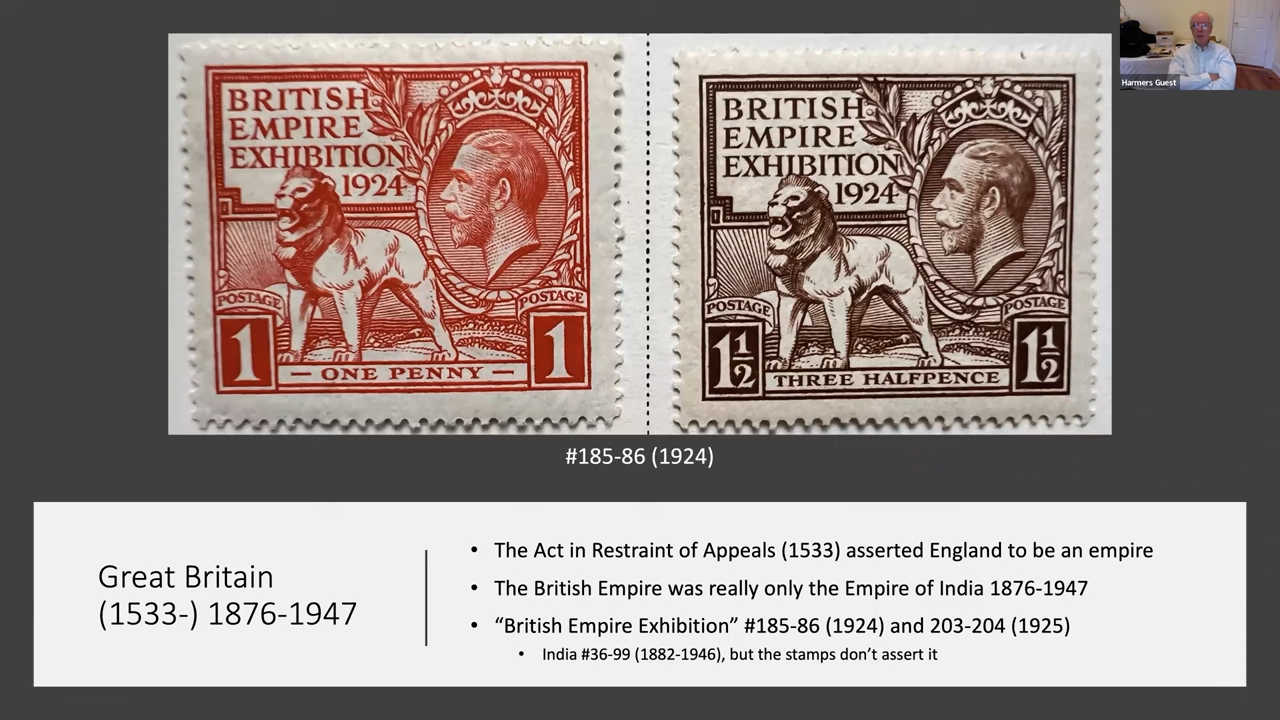 BRITISH
EMPIRE
EXHIBITION
1924
POSTAGE
POSTAGE
1
1
ONE PENNY
BRITISH
EMPIRE
EXHIBITION
1924
POSTAGE
POSTAGE
1½
1½
THREE HALFPENCE
Harmers Guest
#185-86 (1924)
Great Britain
(1533-) 1876-1947
• The Act in Restraint of Appeals (1533) asserted England to be an empire
• The British Empire was really only the Empire of India 1876-1947
• “British Empire Exhibition” #185-86 (1924) and 203-204 (1925)
• India #36-99 (1882-1946), but the stamps don’t assert it